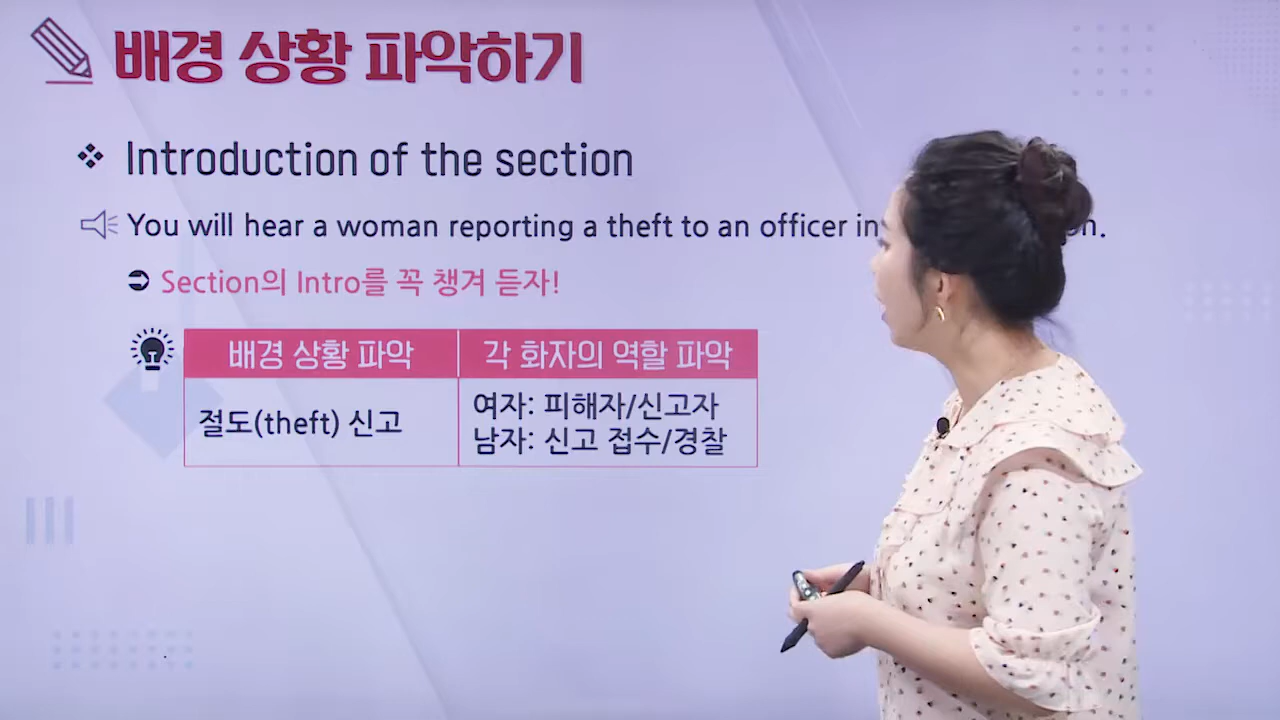 배경 상황 파악하기
Introduction of the section
You will hear a woman reporting a theft to an officer in
Section의 Intro를 꼭 챙겨 듣자!
배경 상황 파악 각 화자의 역할 파악
절도(theft) 신고
여자: 피해자/신고자
남자: 신고 접수/경찰